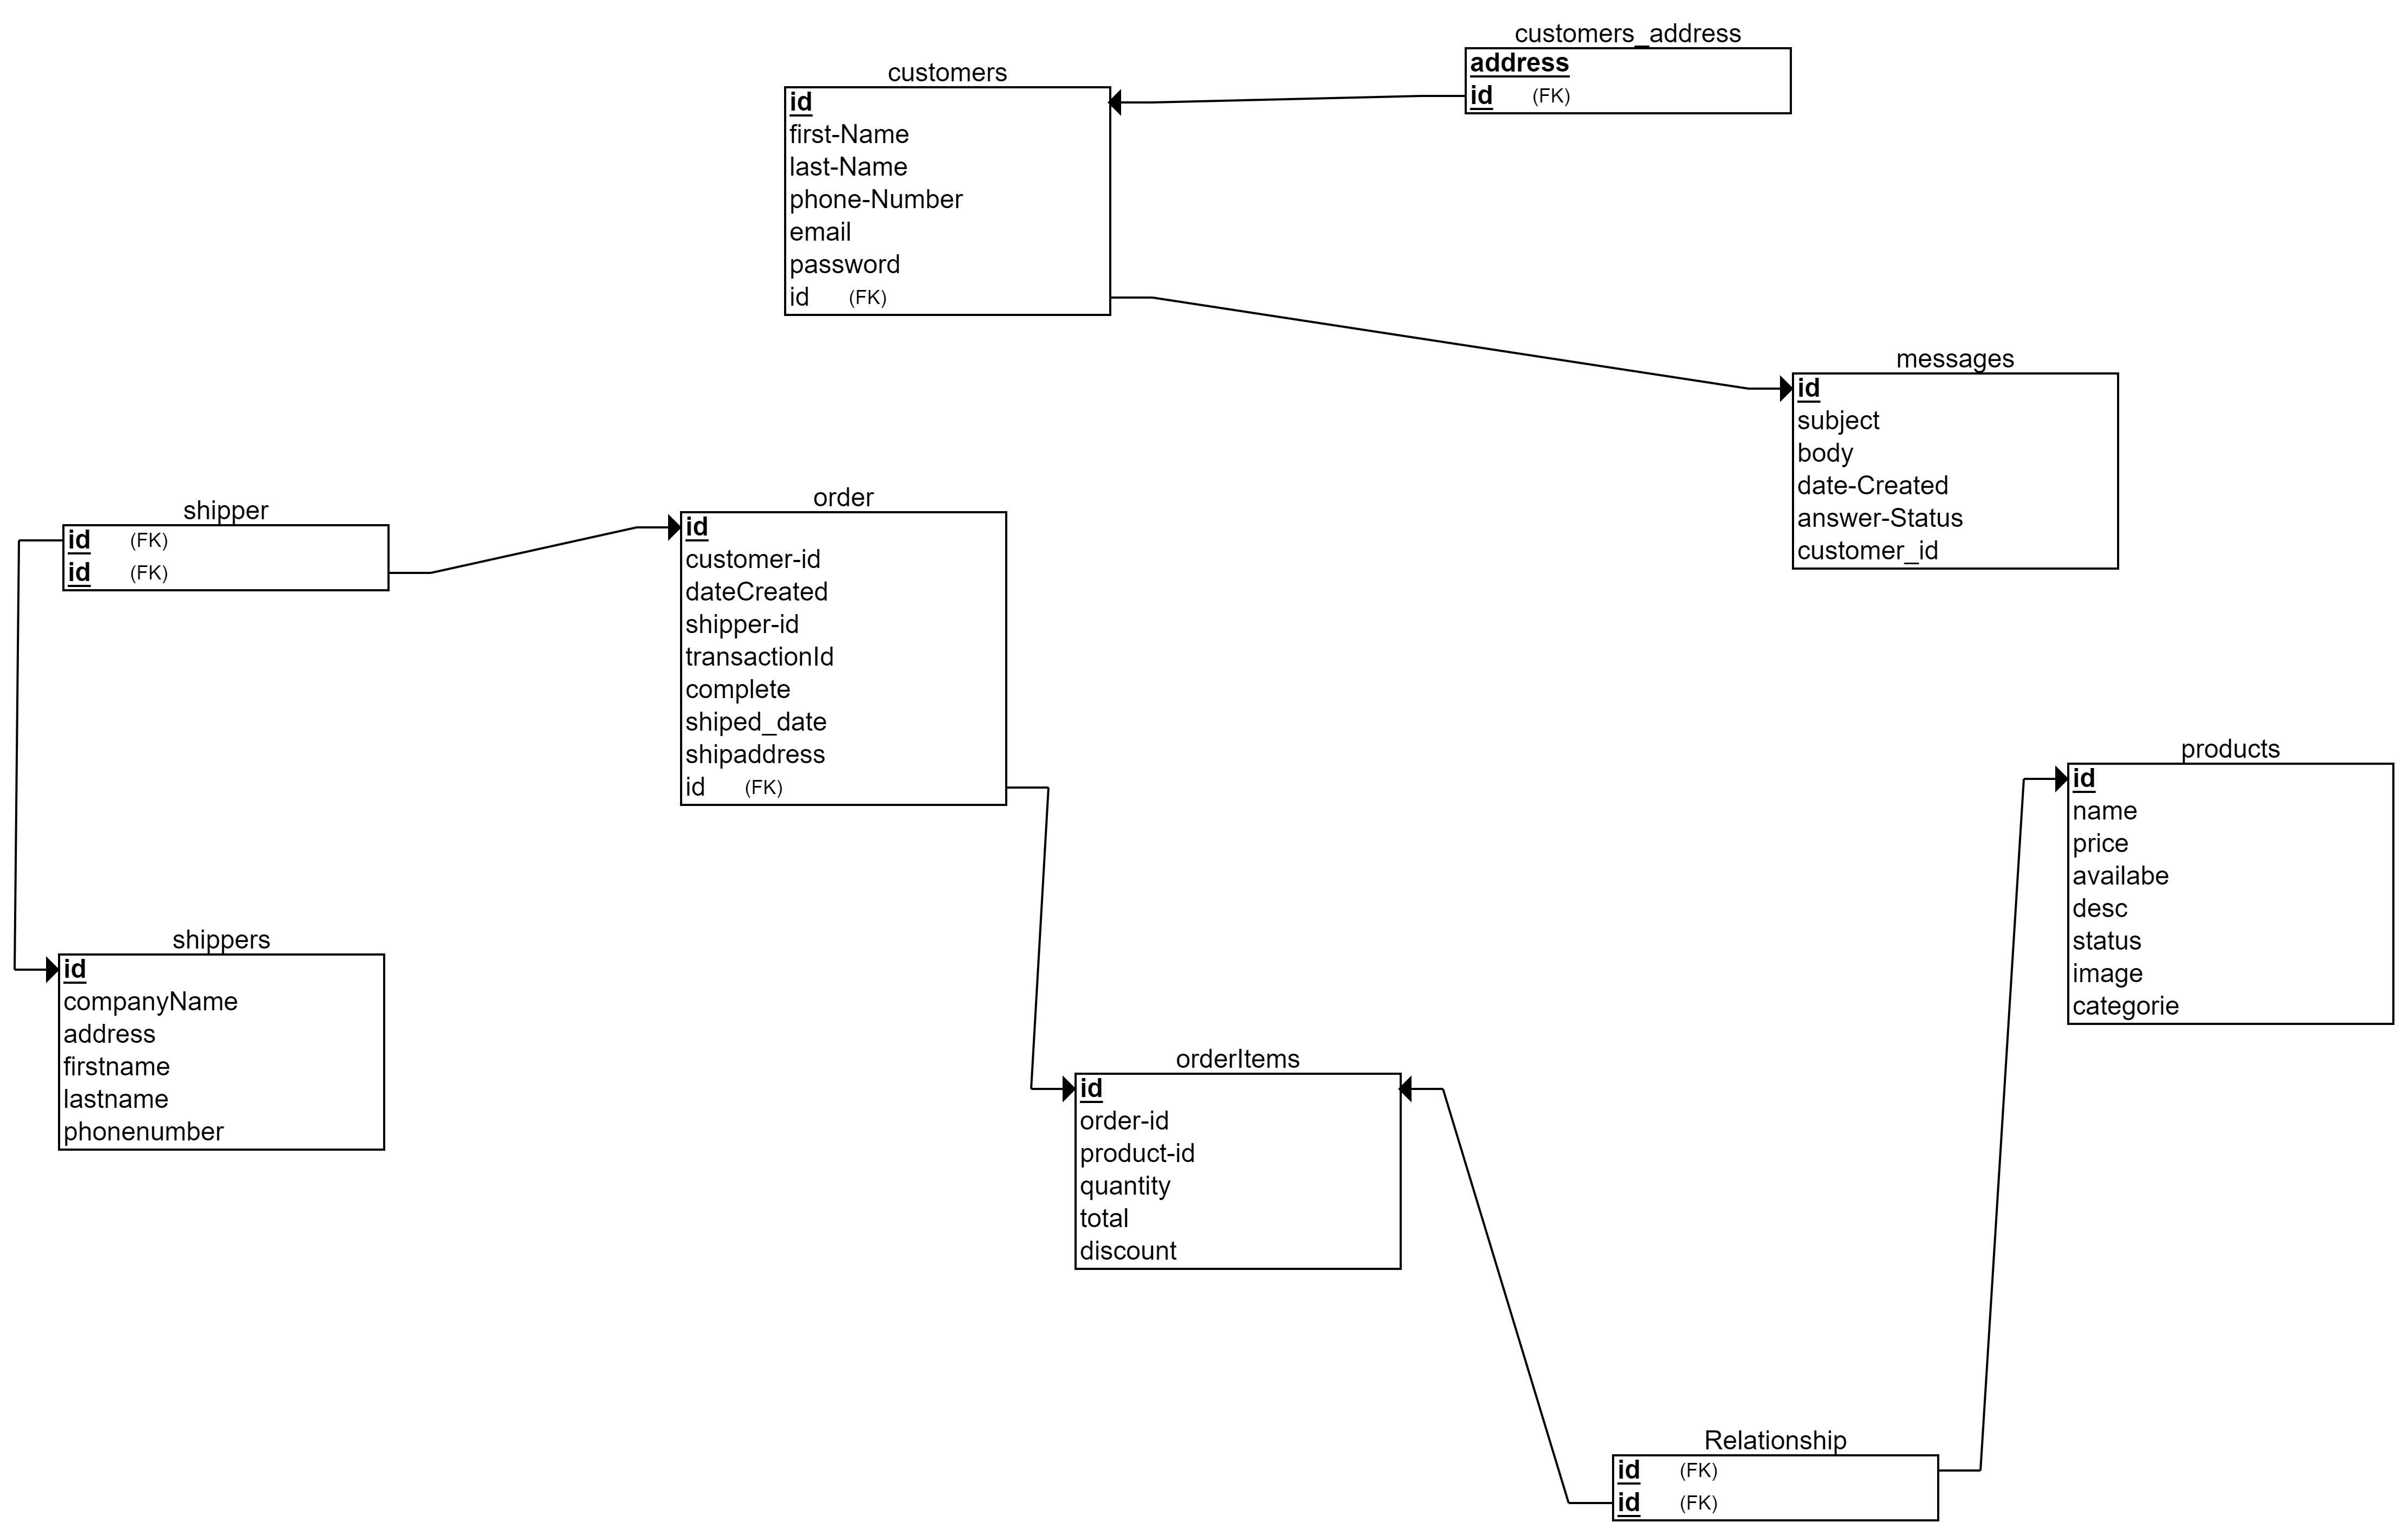 customers_address
address
id (FK)
customers
id
first-Name
last-Name
phone-Number
email
password
id (FK)
messages
id
subject
body
date-Created
answer-Status
customer_id
shipper
id (FK)
id (FK)
order
id
customer-id
dateCreated
shipper-id
transactionId
complete
shiped_date
shipaddress
id (FK)
products
id
name
price
availabe
desc
status
image
categorie
shippers
id
companyName
address
firstname
lastname
phonenumber
orderItems
id
order-id
product-id
quantity
total
discount
Relationship
id (FK)
id (FK)